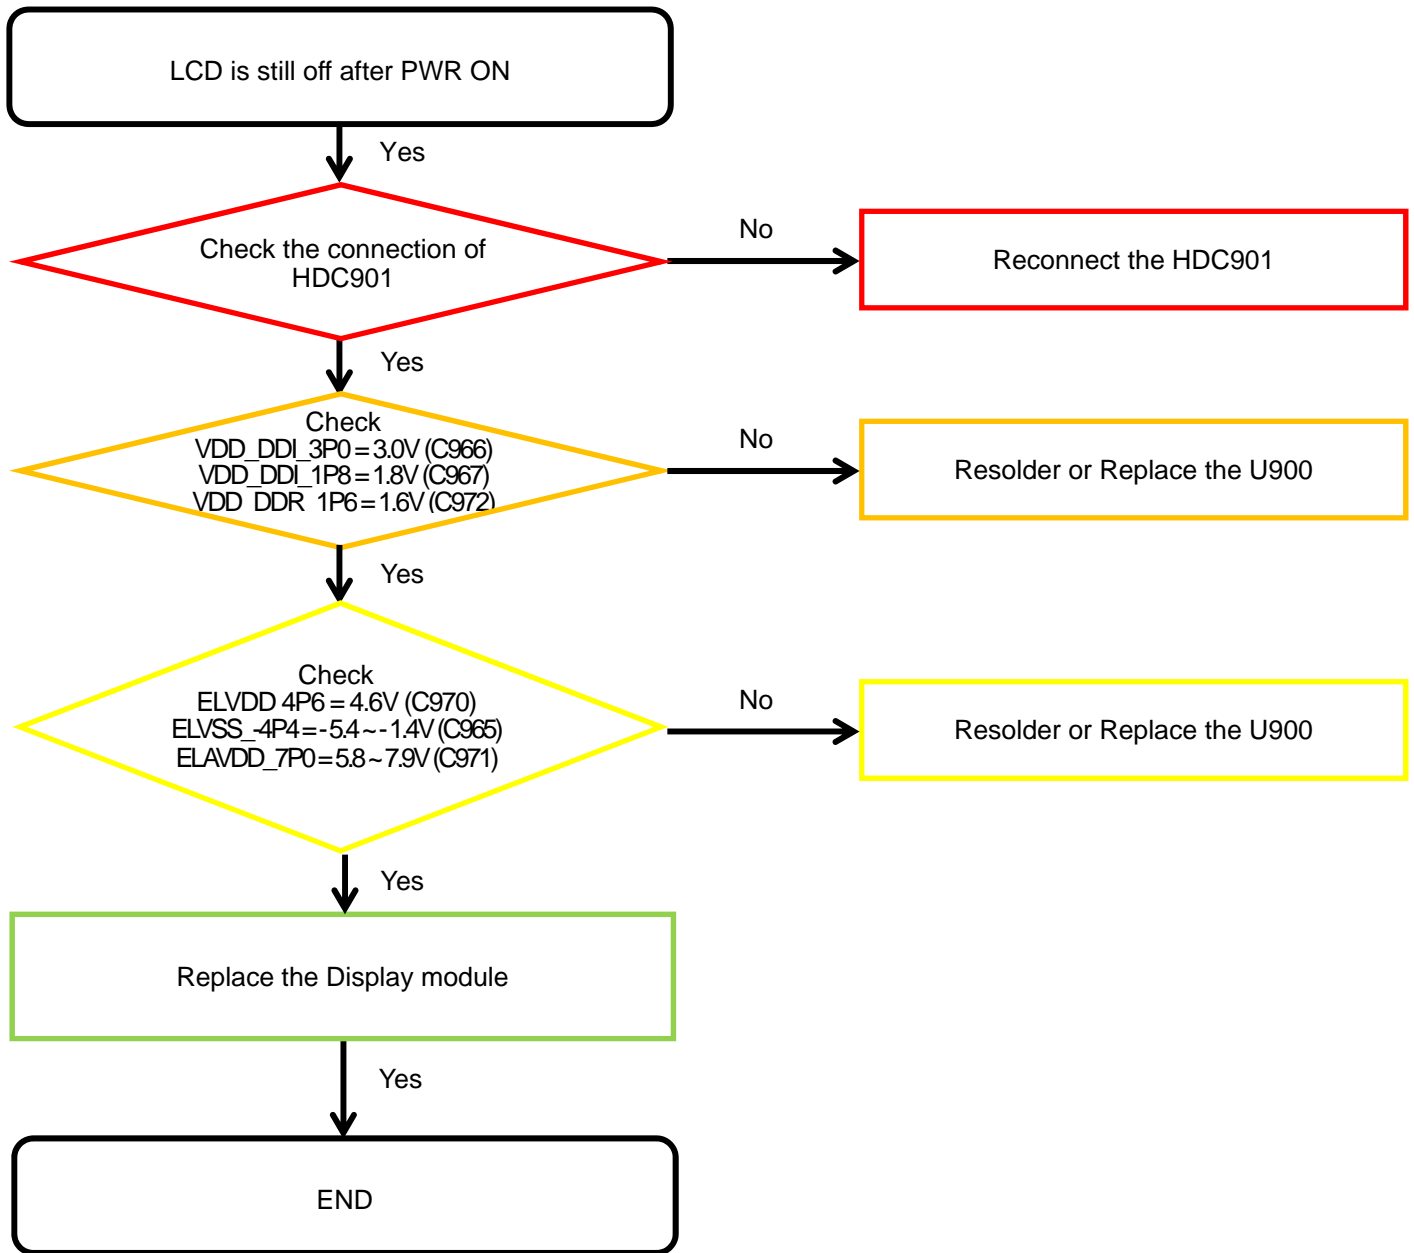 LCD is still off after PWR ON
Yes
Check the connection of
HDC901
No
Reconnect the HDC901
Yes
Check
VDD_DDI_3P0 = 3.0V (C966)
VDD_DDI_1P8 = 1.8V (C967)
VDD_DDR_1P6 = 1.6V (C972)
No
Resolder or Replace the U900
Yes
Check
ELVDD 4P6 = 4.6V (C970)
ELVSS_-4P4 = -5.4 ~ -1.4V (C965)
ELAVDD_7P0 = 5.8 ~ 7.9V (C971)
No
Resolder or Replace the U900
Yes
Replace the Display module
Yes
END